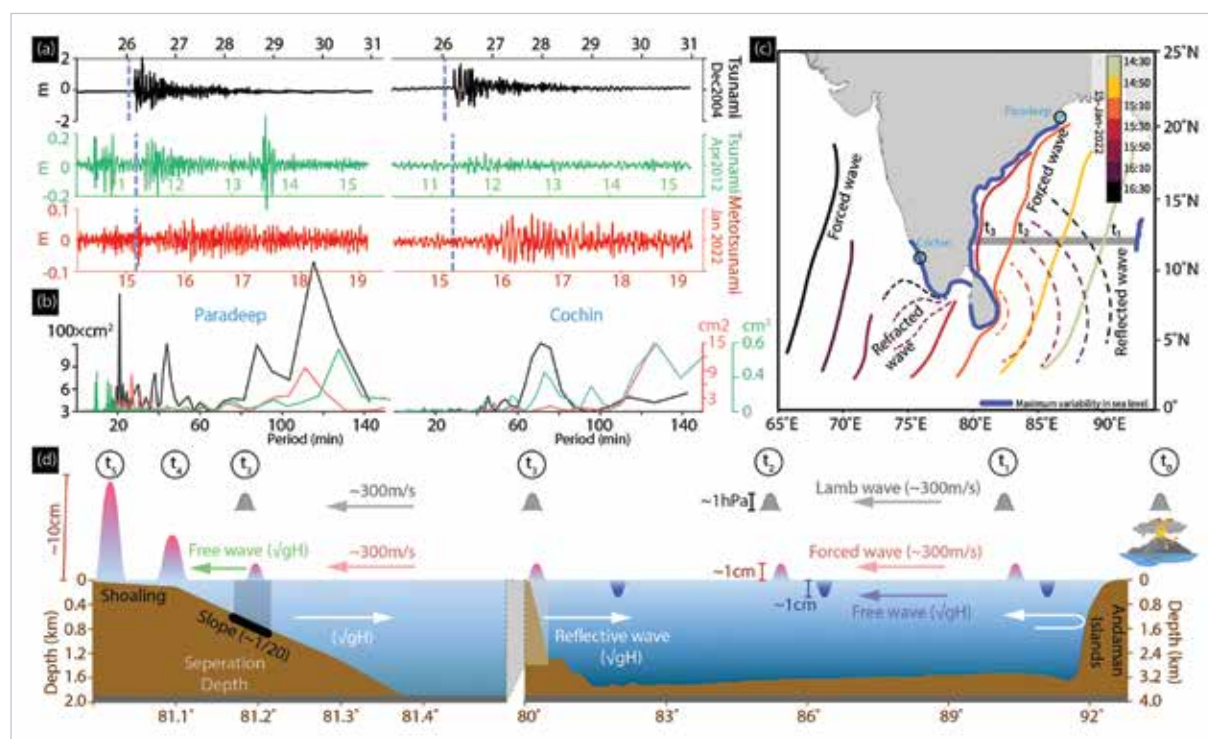 (a)
26 27 28 29 30 31
26 27 28 29 30 31
2
0
-2
m
Tsunami
Dec2004
0.2
0
-0.2
m
11 12 13 14 15
11 12 13 14 15
Tsunami
Apr2012
0.1
0
-0.1
m
15 16 17 18 19
15 16 17 18 19
Metotsunami
Jan 2022
(b)
Paradeep
Cochin
100×cm²
9
6
3
cm2
15
9
3
cm²
0.6
0.4
0
20 60 100 140
Period (min)
20 60 100 140
Period (min)
(c)
25°N
20°N
15°N
10°N
5°N
0°
65°E 70°E 75°E 80°E 85°E 90°E
Paradeep
Cochin
Forced wave
Forced wave
Refracted
wave
Reflected wave
t₃ t₂ t₁
14:30
14:50
15:30
15:30
16:30
15-Jan-2022
Maximum variability in sea level
(d)
t₅ t₄ t₃ t₃ t₂ t₁ t₀
~10cm
~300m/s
~1hPa
Lamb wave (~300m/s)
Free wave (√gH)
~300m/s
~1cm
Forced wave (~300m/s)
~1cm
Free wave (√gH)
Shoaling
Slope (~1/20)
Seperation
Depth
(√gH)
Reflective wave
(√gH)
Andaman
Islands
Depth (km)
0
0.4
0.8
1.2
1.6
2.0
Depth (km)
0
0.8
1.6
2.4
3.2
4.0
81.1° 81.2° 81.3° 81.4° 80° 83° 86° 89° 92°